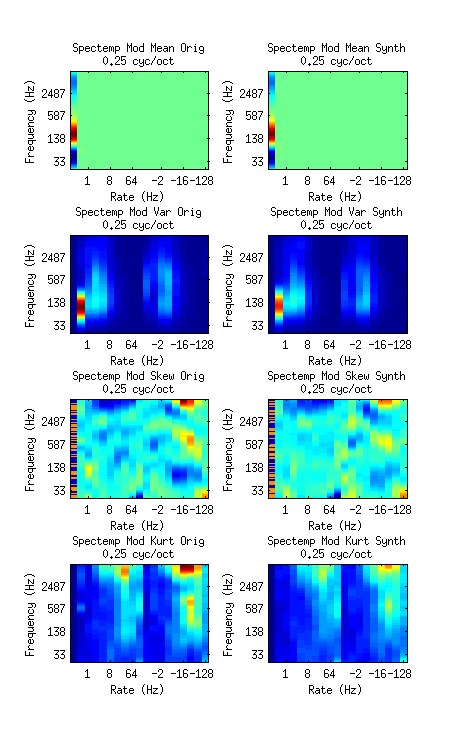 Spectemp Mod Mean Orig
0.25 cyc/oct
Spectemp Mod Mean Synth
0.25 cyc/oct
Frequency (Hz)
2487
587
138
33
1 8 64 -2 -16-128
Rate (Hz)
Frequency (Hz)
2487
587
138
33
1 8 64 -2 -16-128
Rate (Hz)
Spectemp Mod Var Orig
0.25 cyc/oct
Spectemp Mod Var Synth
0.25 cyc/oct
Frequency (Hz)
2487
587
138
33
1 8 64 -2 -16-128
Rate (Hz)
Frequency (Hz)
2487
587
138
33
1 8 64 -2 -16-128
Rate (Hz)
Spectemp Mod Skew Orig
0.25 cyc/oct
Spectemp Mod Skew Synth
0.25 cyc/oct
Frequency (Hz)
2487
587
138
33
1 8 64 -2 -16-128
Rate (Hz)
Frequency (Hz)
2487
587
138
33
1 8 64 -2 -16-128
Rate (Hz)
Spectemp Mod Kurt Orig
0.25 cyc/oct
Spectemp Mod Kurt Synth
0.25 cyc/oct
Frequency (Hz)
2487
587
138
33
1 8 64 -2 -16-128
Rate (Hz)
Frequency (Hz)
2487
587
138
33
1 8 64 -2 -16-128
Rate (Hz)